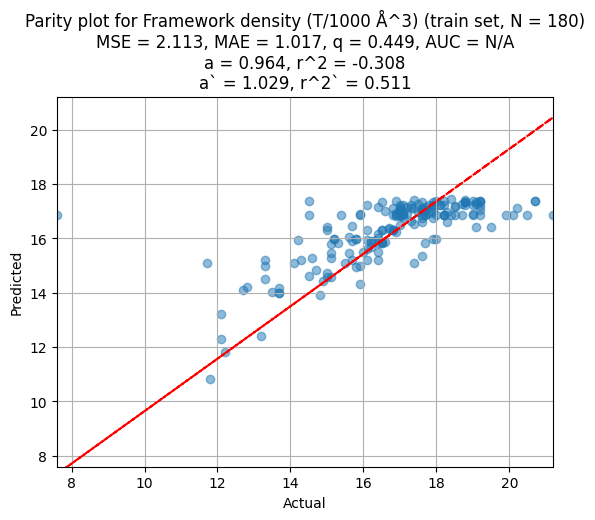 Parity plot for Framework density (T/1000 Å^3) (train set, N = 180)
MSE = 2.113, MAE = 1.017, q = 0.449, AUC = N/A
a = 0.964, r^2 = -0.308
a` = 1.029, r^2` = 0.511
20
18
16
14
12
10
8
Predicted
8 10 12 14 16 18 20
Actual